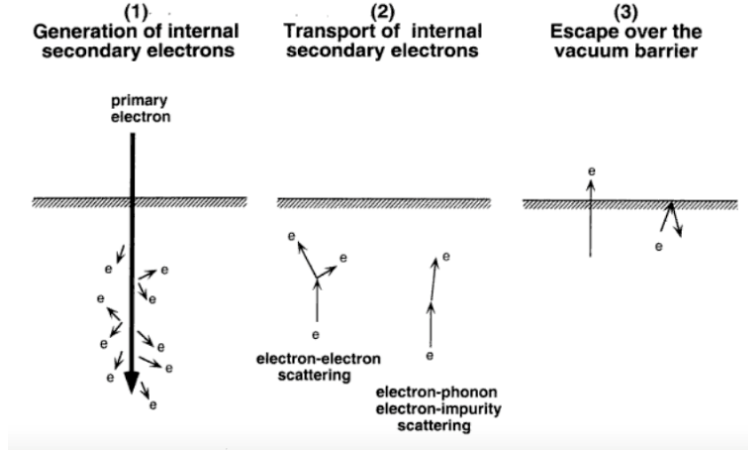 (1)
Generation of internal
secondary electrons
primary
electron
e
e
e
e
e
e
e
e
e
(2)
Transport of internal
secondary electrons
e
e
e
electron-electron
scattering
e
e
electron-phonon
electron-impurity
scattering
(3)
Escape over the
vacuum barrier
e
e